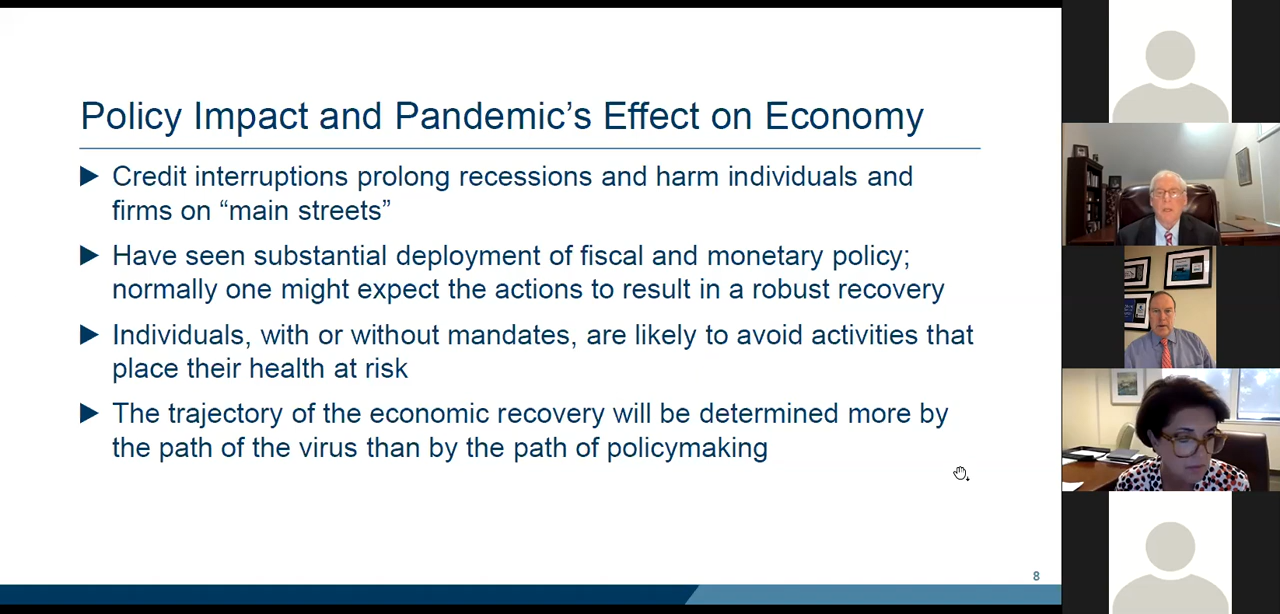 Policy Impact and Pandemic’s Effect on Economy
Credit interruptions prolong recessions and harm individuals and
firms on “main streets”
Have seen substantial deployment of fiscal and monetary policy;
normally one might expect the actions to result in a robust recovery
Individuals, with or without mandates, are likely to avoid activities that
place their health at risk
The trajectory of the economic recovery will be determined more by
the path of the virus than by the path of policymaking
8